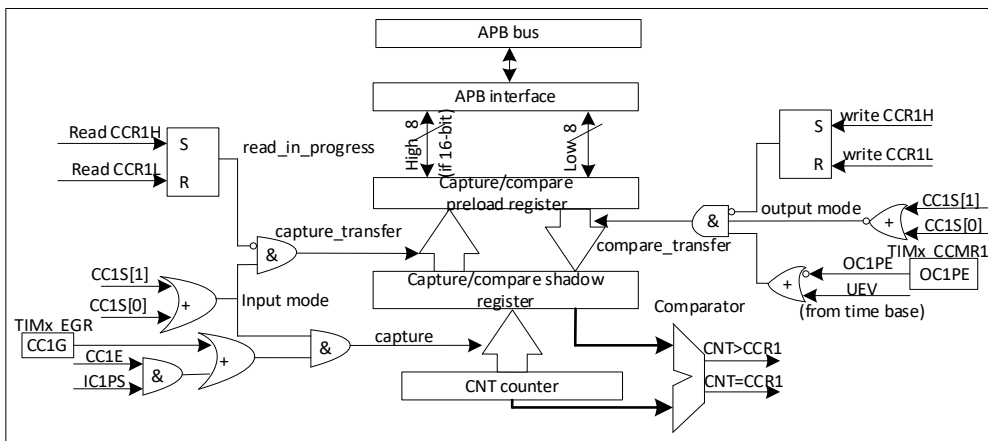 APB bus
APB interface
Read CCR1H
Read CCR1L
S
R
read_in_progress
High 8
(if 16-bit)
Low 8
S
R
write CCR1H
write CCR1L
Capture/compare
preload register
capture_transfer
&
compare_transfer
&
output mode
+
CC1S[1]
CC1S[0]
TIMx_CCMR1
OC1PE
OC1PE
+
UEV
(from time base)
Capture/compare shadow
register
CC1S[1]
CC1S[0]
+
Input mode
TIMx_EGR
CC1G
CC1E
IC1PS
&
+
&
capture
CNT counter
Comparator
CNT>CCR1
CNT=CCR1